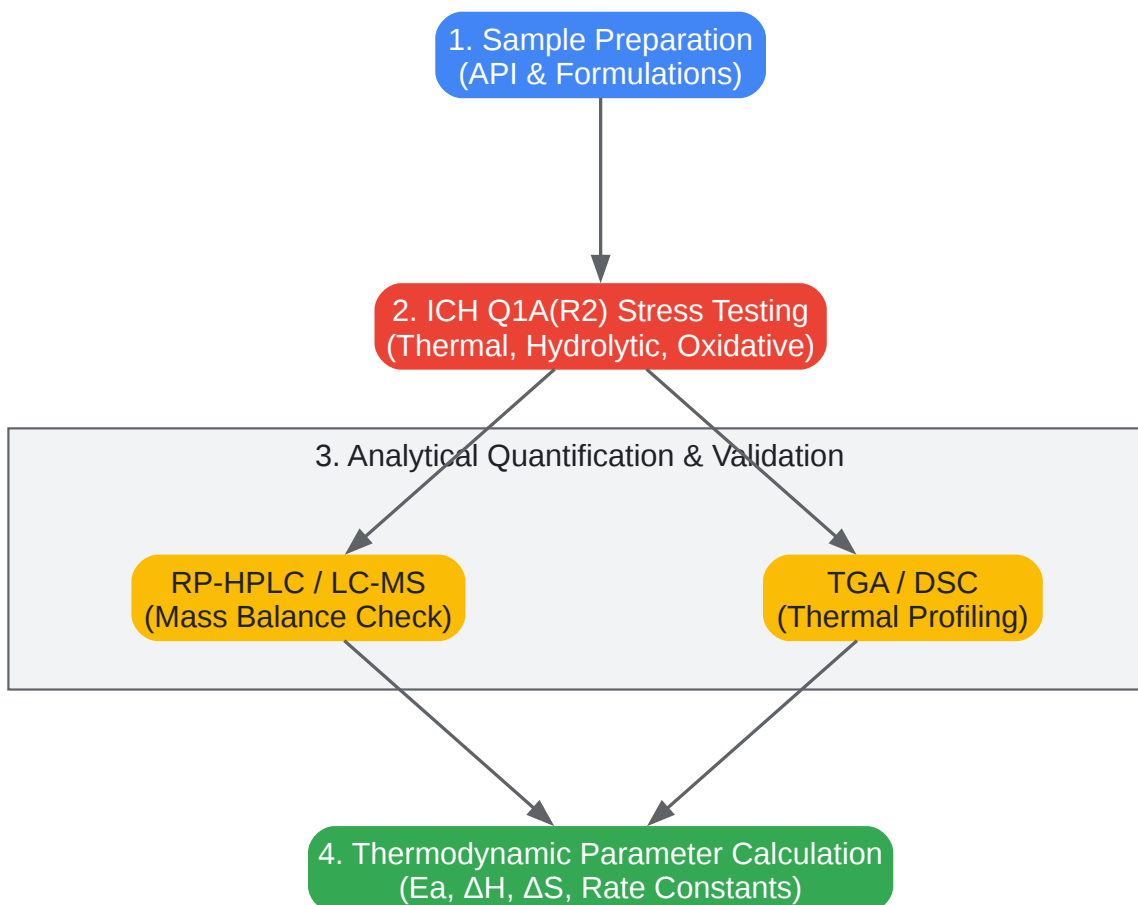 1. Sample Preparation
(API & Formulations)
2. ICH Q1A(R2) Stress Testing
(Thermal, Hydrolytic, Oxidative)
3. Analytical Quantification & Validation
RP-HPLC / LC-MS
(Mass Balance Check)
TGA / DSC
(Thermal Profiling)
4. Thermodynamic Parameter Calculation
(Ea, ΔH, ΔS, Rate Constants)